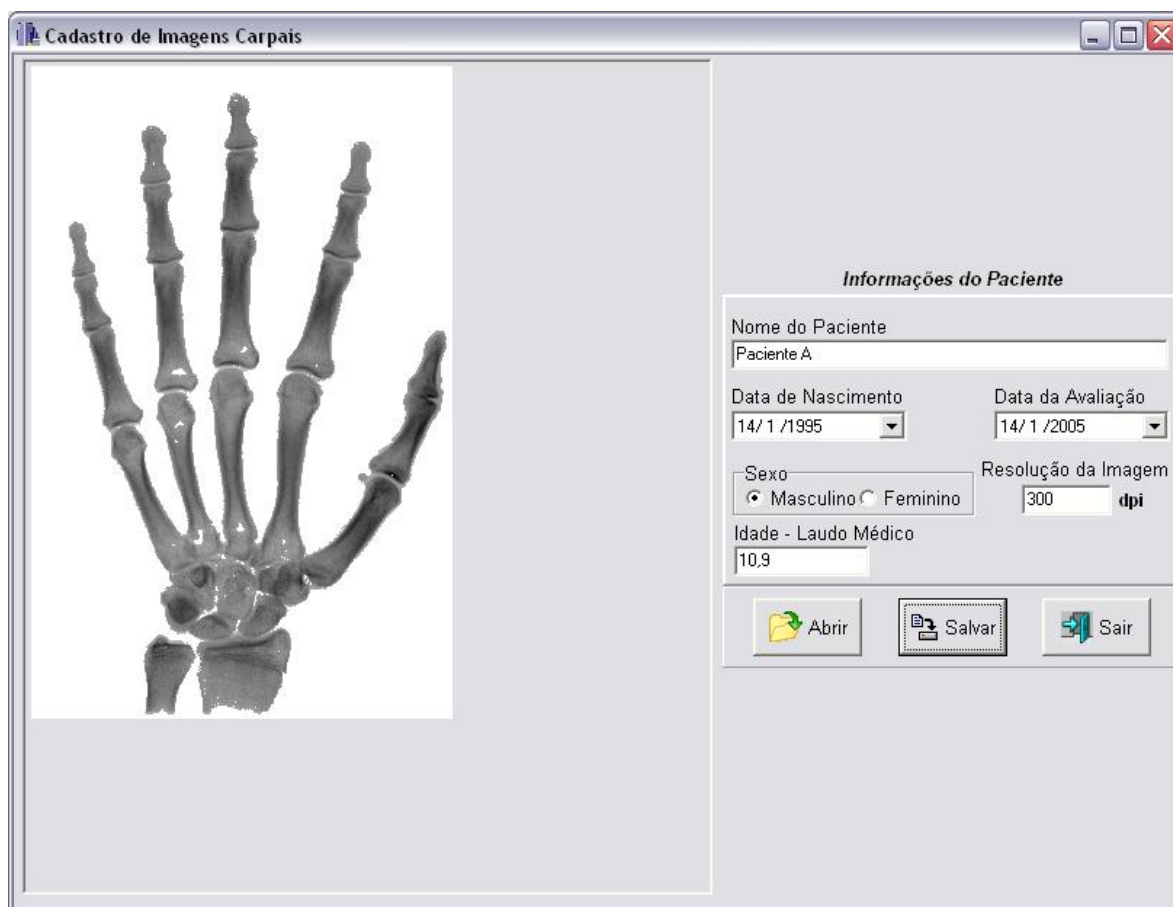 Cadastro de Imagens Carpais
Informações do Paciente
Nome do Paciente
Paciente A
Data de Nascimento
Data da Avaliação
14/ 1 /1995
14/ 1 /2005
Sexo
Masculino
Feminino
Resolução da Imagem
300
dpi
Idade - Laudo Médico
10,9
Abrir
Salvar
Sair